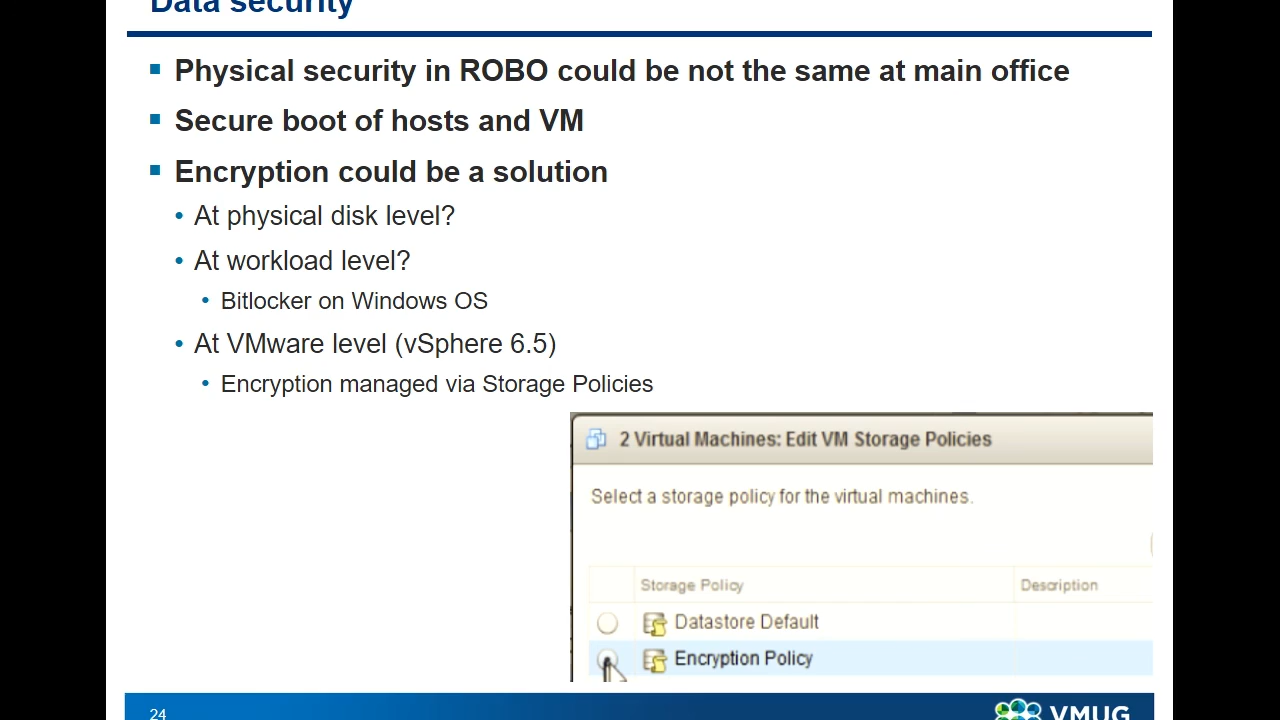 Data security
Physical security in ROBO could be not the same at main office
Secure boot of hosts and VM
Encryption could be a solution
At physical disk level?
At workload level?
Bitlocker on Windows OS
At VMware level (vSphere 6.5)
Encryption managed via Storage Policies
2 Virtual Machines: Edit VM Storage Policies
Select a storage policy for the virtual machines.
Storage Policy Description
Datastore Default
Encryption Policy
24
VMUG